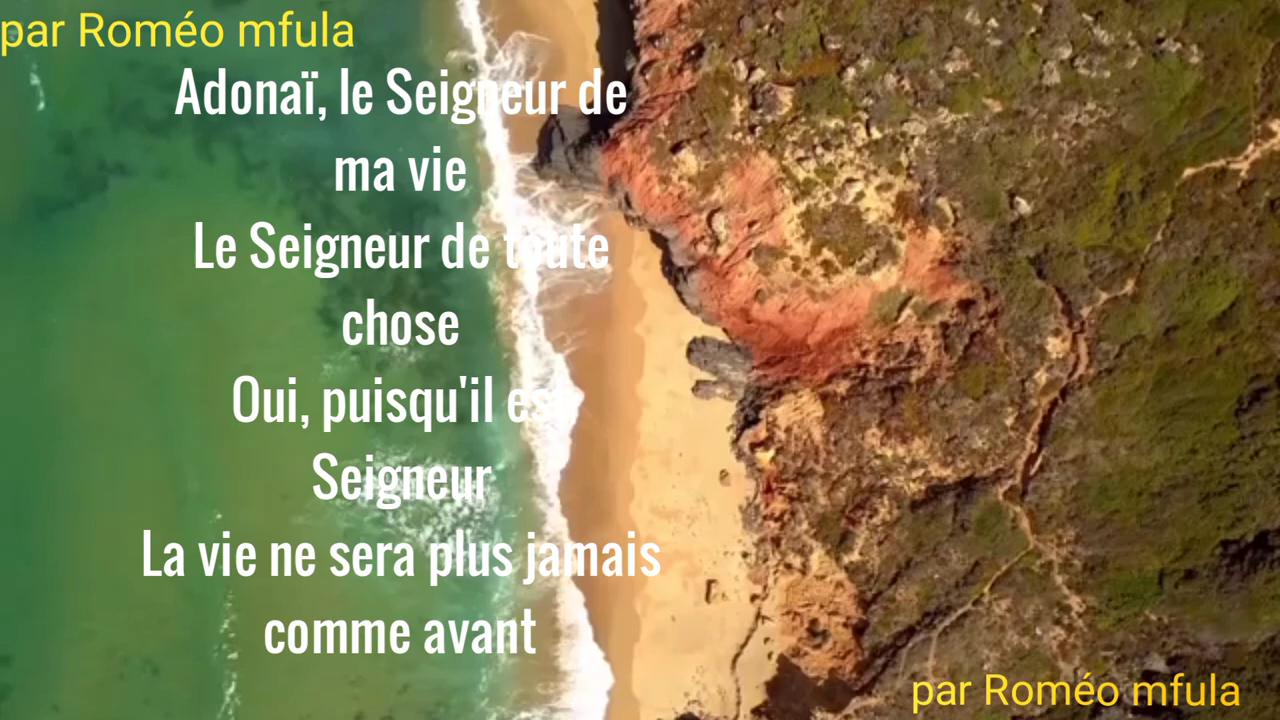 par Roméo mfula
Adonaï, le Seigneur de
ma vie
Le Seigneur de toute
chose
Oui, puisqu'il est
Seigneur
La vie ne sera plus jamais
comme avant
par Roméo mfula